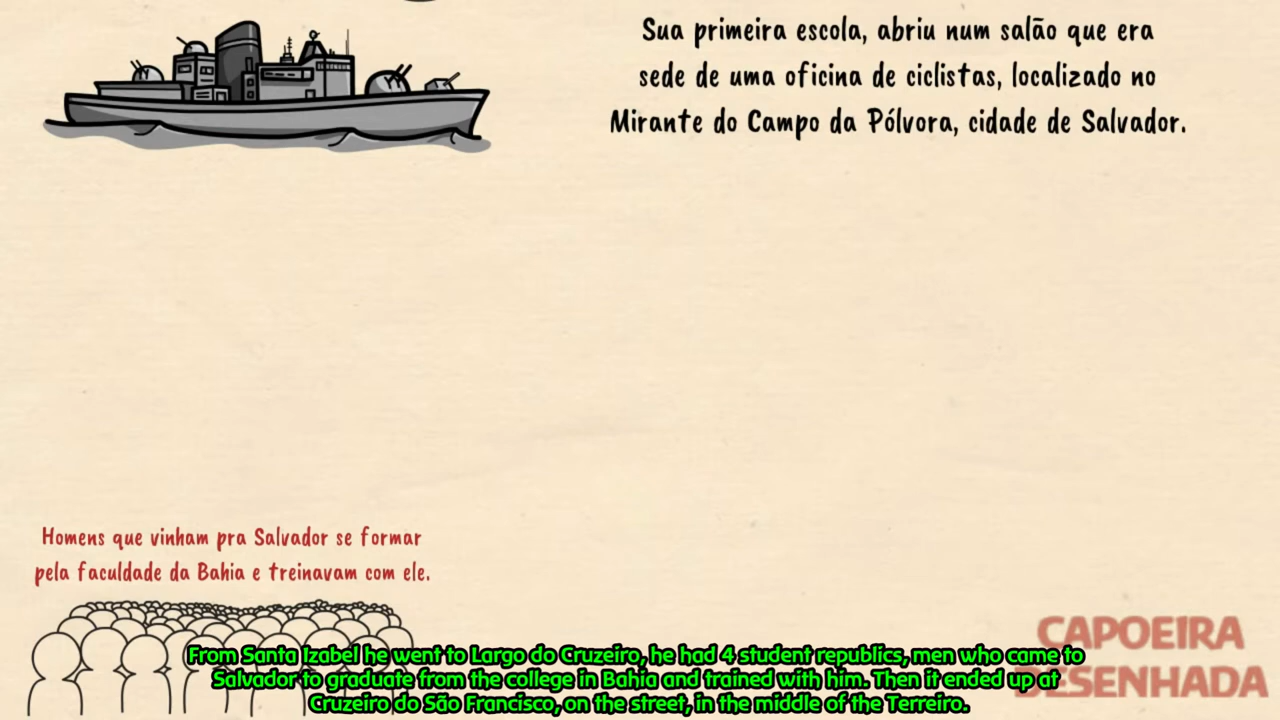 Sua primeira escola, abriu num salão que era
sede de uma oficina de ciclistas, localizado no
Mirante do Campo da Pólvora, cidade de Salvador.
Homens que vinham pra Salvador se formar
pela faculdade da Bahia e treinavam com ele.
CAPOEIRA
DESENHADA
From Santa Izabel he went to Largo do Cruzeiro, he had 4 student republics, men who came to
Salvador to graduate from the college in Bahia and trained with him. Then it ended up at
Cruzeiro do São Francisco, on the street, in the middle of the Terreiro.